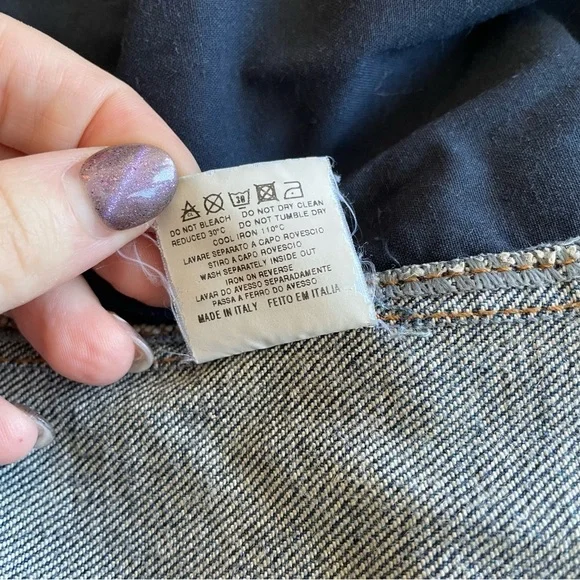 30
DO NOT BLEACH DO NOT DRY CLEAN
REDUCED 30°C DO NOT TUMBLE DRY
COOL IRON 110°C
LAVARE SEPARATO A CAPO ROVESCIO
STIRO A CAPO ROVESCIO
WASH SEPARATELY INSIDE OUT
IRON ON REVERSE
LAVAR DO AVESSO SEPARADAMENTE
PASSA A FERRO DO AVESSO
MADE IN ITALY FEITO EM ITALIA